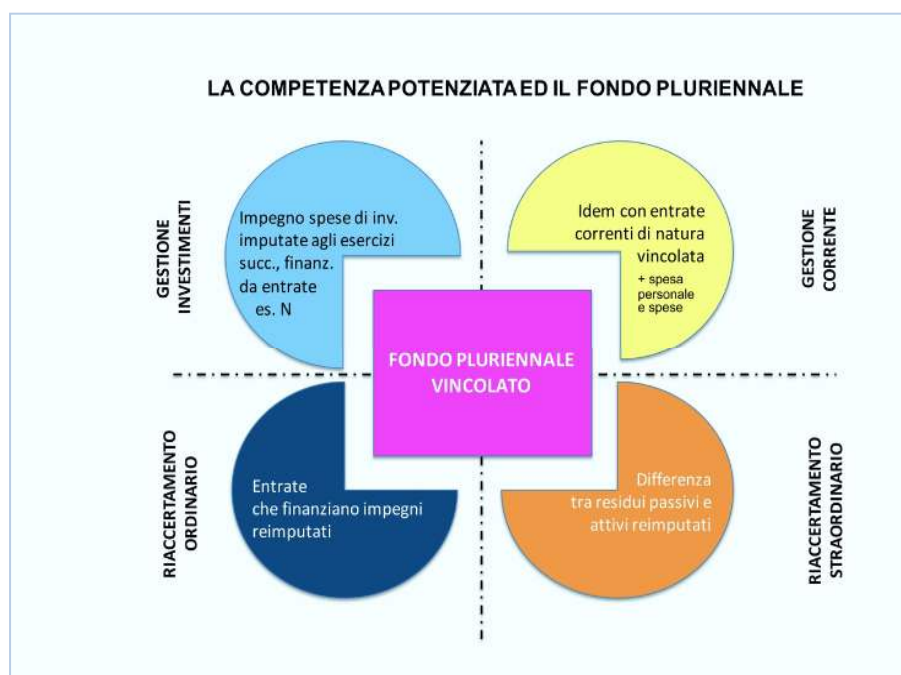 LA COMPETENZA POTENZIATA ED IL FONDO PLURIENNALE
GESTIONE
INVESTIMENTI
Impegno spese di inv.
imputate agli esercizi
succ., finanz.
da entrate
es. N
Idem con entrate
correnti di natura
vincolata
+ spesa
personale
e spese
GESTIONE
CORRENTE
FONDO PLURIENNALE
VINCOLATO
RIACCERTAMENTO
ORDINARIO
Entrate
che finanziano impegni
reimputati
Differenza
tra residui passivi e
attivi reimputati
RIACCERTAMENTO
STRAORDINARIO